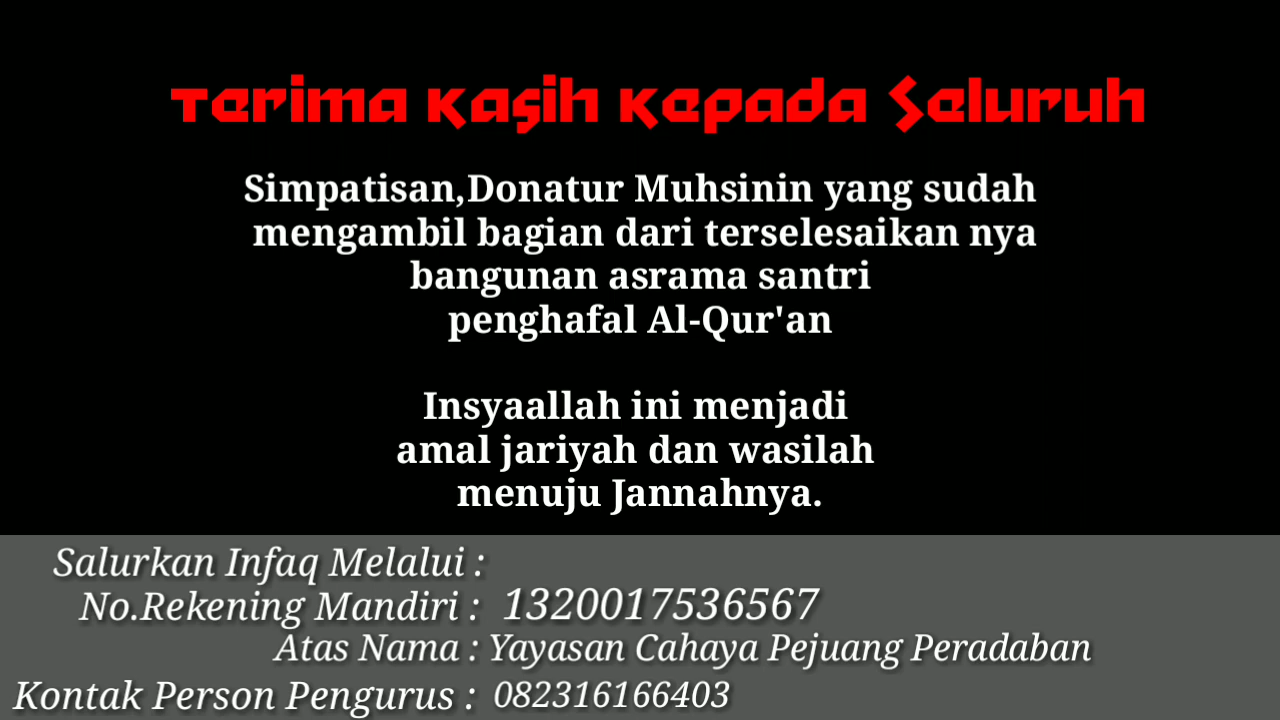 Terima Kasih Kepada Seluruh
Simpatisan,Donatur Muhsinin yang sudah
mengambil bagian dari terselesaikan nya
bangunan asrama santri
penghafal Al-Qur'an
Insyaallah ini menjadi
amal jariyah dan wasilah
menuju Jannahnya.
Salurkan Infaq Melalui :
No.Rekening Mandiri : 1320017536567
Atas Nama : Yayasan Cahaya Pejuang Peradaban
Kontak Person Pengurus : 082316166403